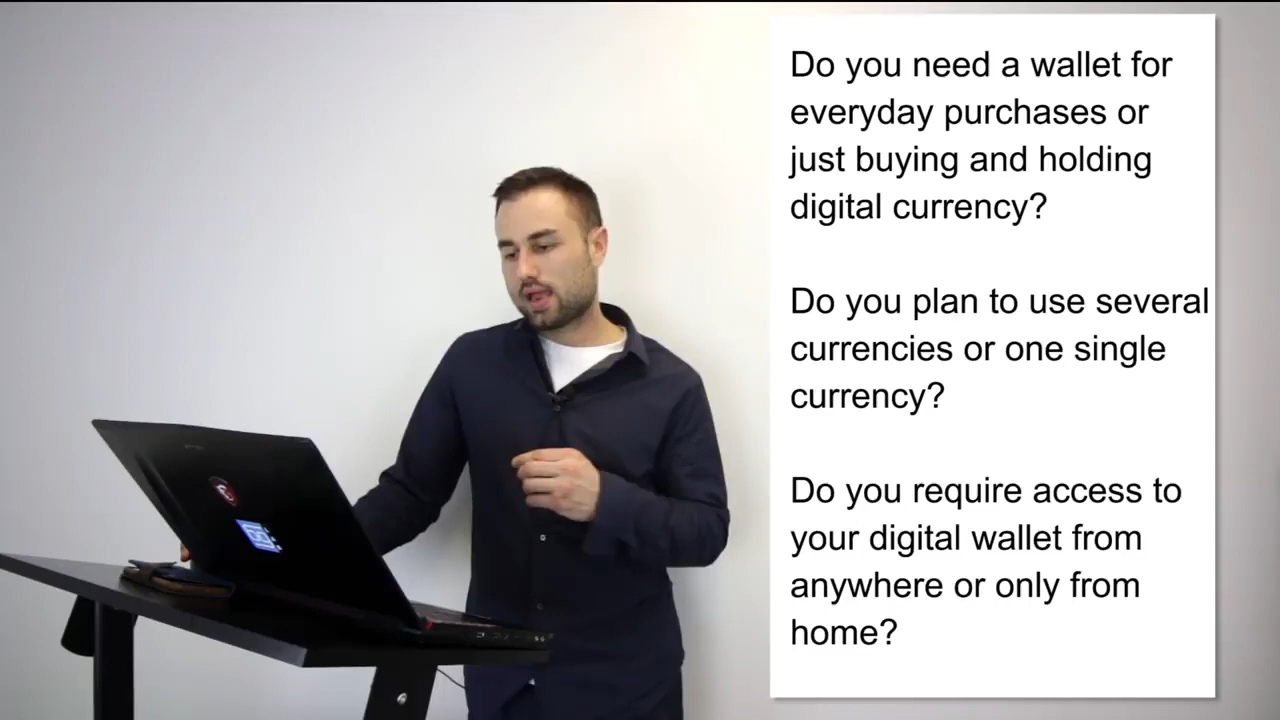 Do you need a wallet for
everyday purchases or
just buying and holding
digital currency?
Do you plan to use several
currencies or one single
currency?
Do you require access to
your digital wallet from
anywhere or only from
home?